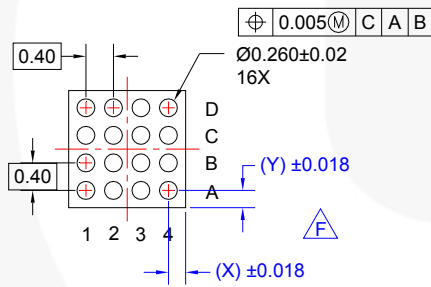 ⌖ 0.005Ⓜ C A B
0.40
Ø0.260±0.02
16X
D
C
B
A
0.40
(Y) ±0.018
F
1 2 3 4
(X) ±0.018